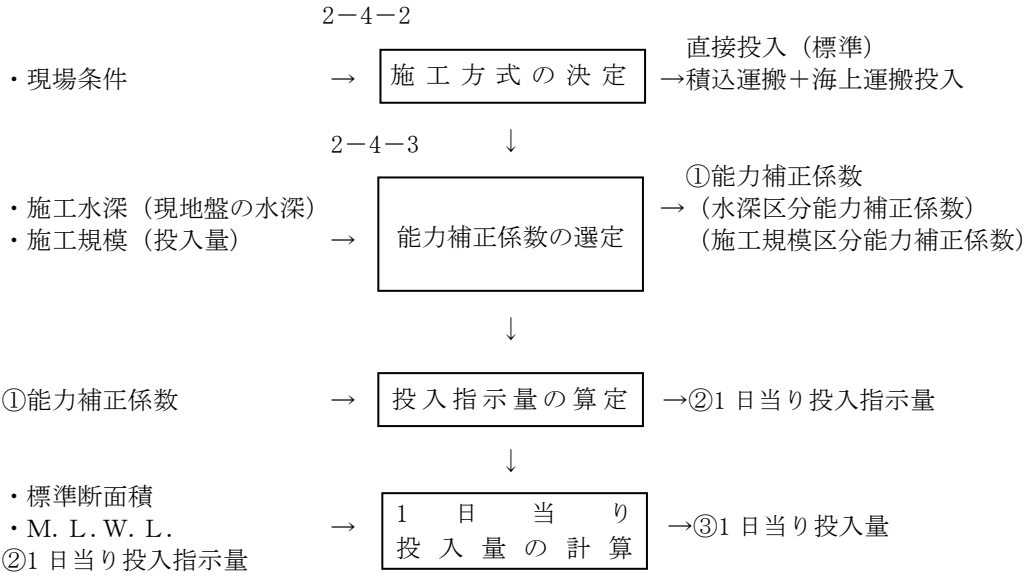 2－4－2
直接投入（標準）
・現場条件 → 施工方式の決定 →積込運搬＋海上運搬投入
↓
2－4－3
①能力補正係数
・施工水深（現地盤の水深） → （水深区分能力補正係数）
・施工規模（投入量） → 能力補正係数の選定 （施工規模区分能力補正係数）
↓
①能力補正係数 → 投入指示量の算定 →②1日当り投入指示量
↓
・標準断面積
・M.L.W.L. → 1日当り →③1日当り投入量
②1日当り投入指示量 投入量の計算